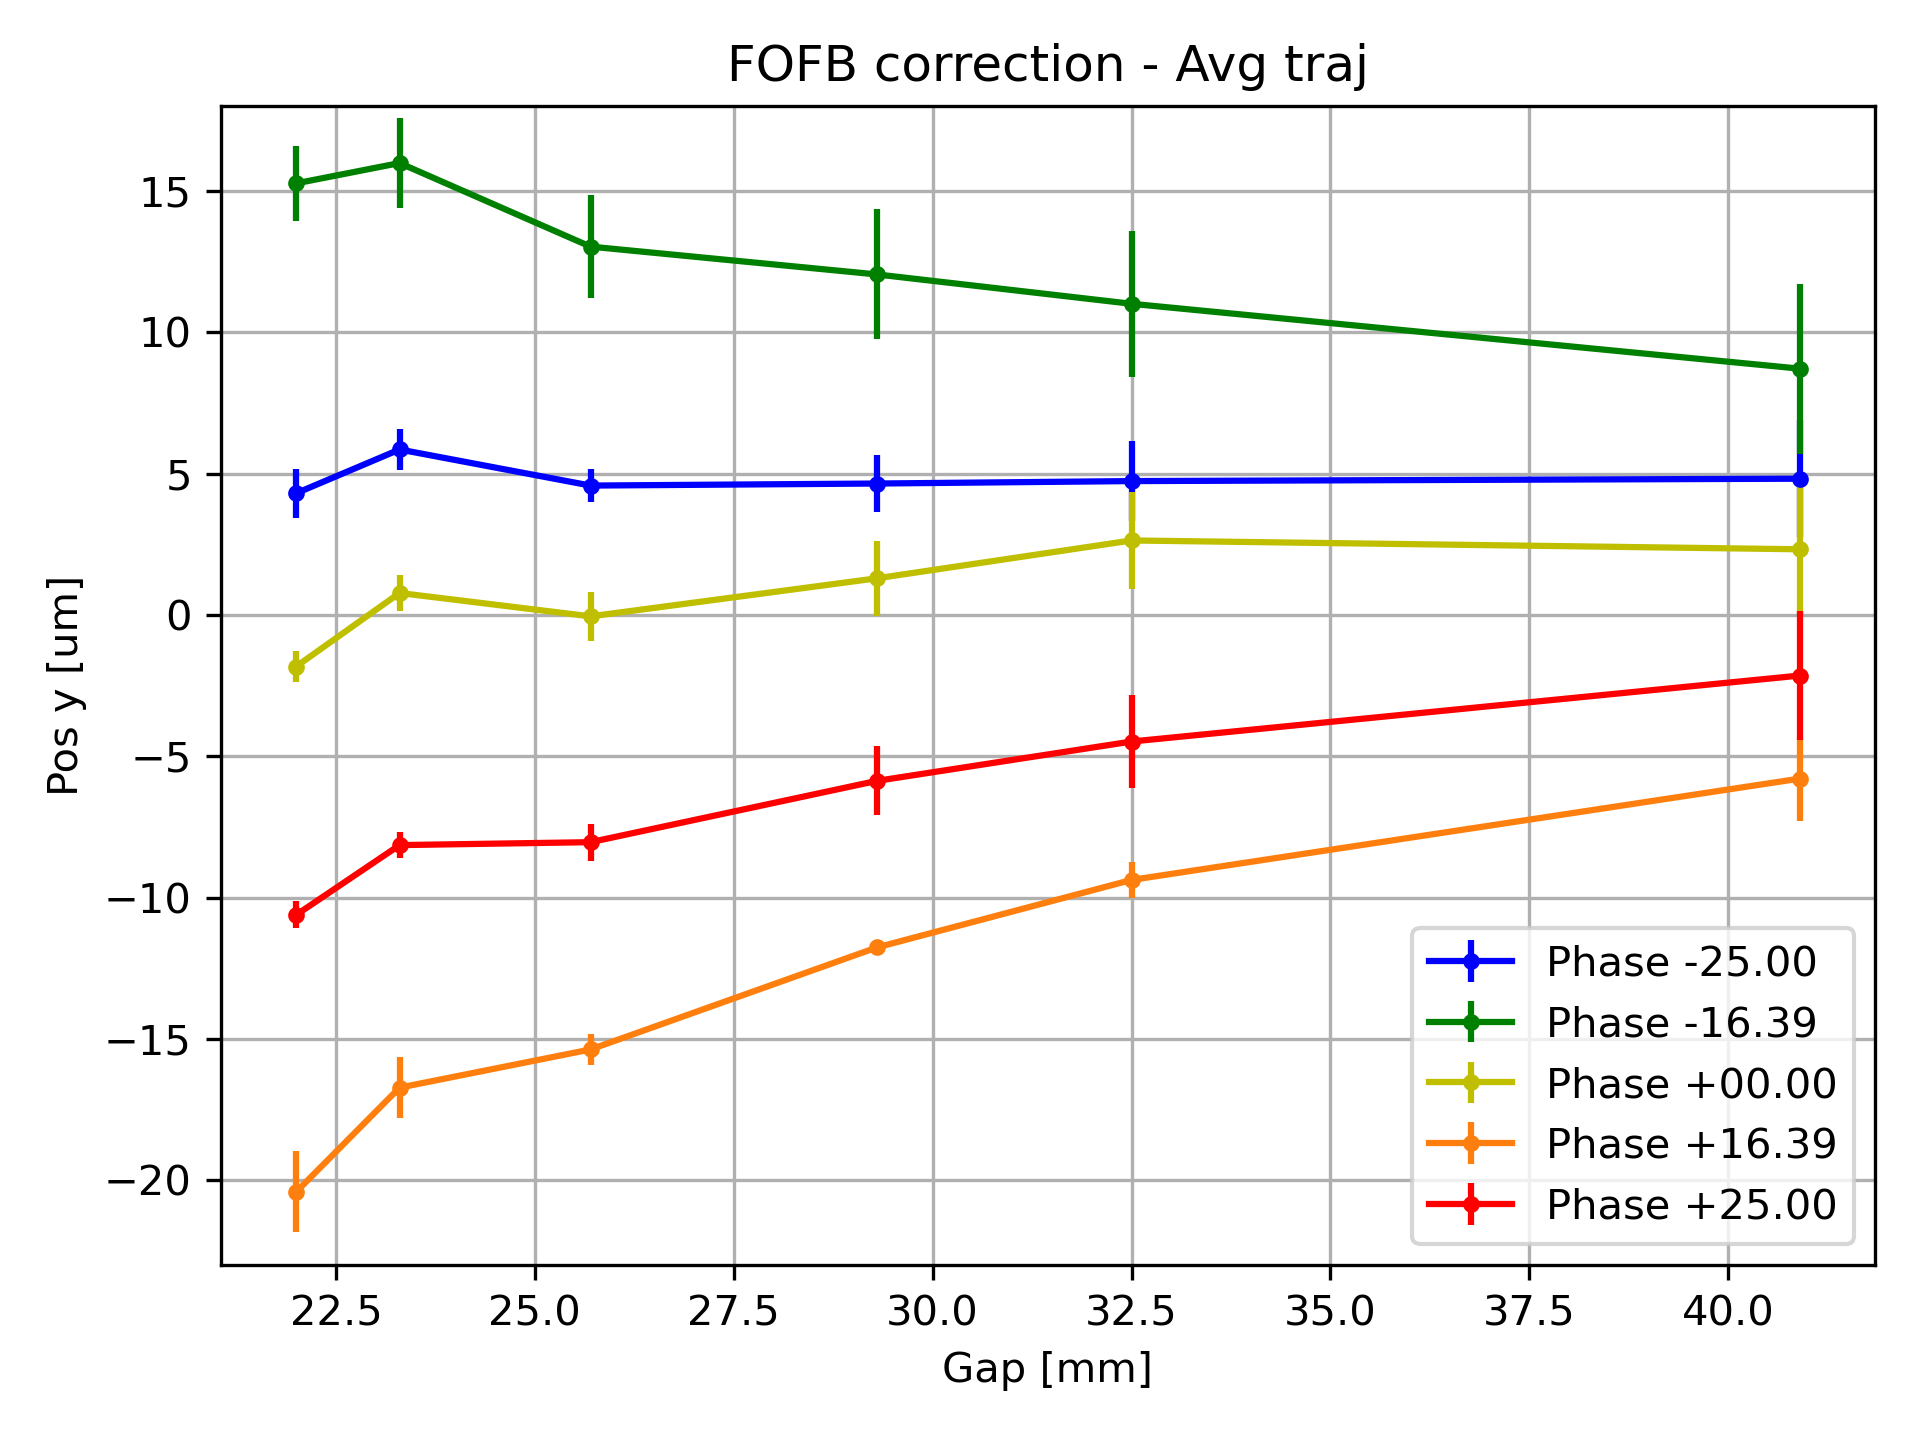 FOFB correction - Avg traj
Pos y [um]
15
10
5
0
−5
−10
−15
−20
Phase -25.00
Phase -16.39
Phase +00.00
Phase +16.39
Phase +25.00
22.5 25.0 27.5 30.0 32.5 35.0 37.5 40.0
Gap [mm]